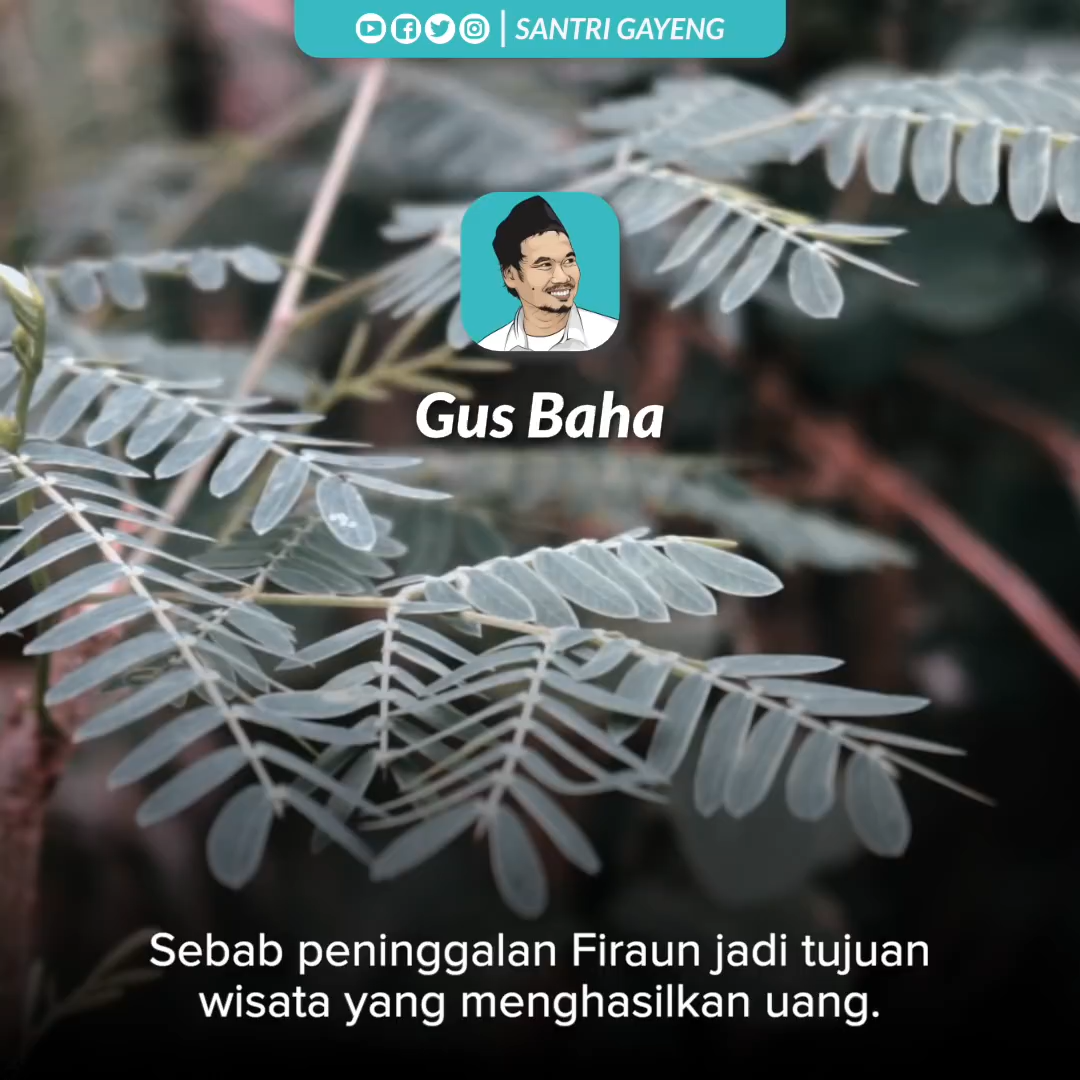 SANTRI GAYENG
Gus Baha
Sebab peninggalan Firaun jadi tujuan
wisata yang menghasilkan uang.